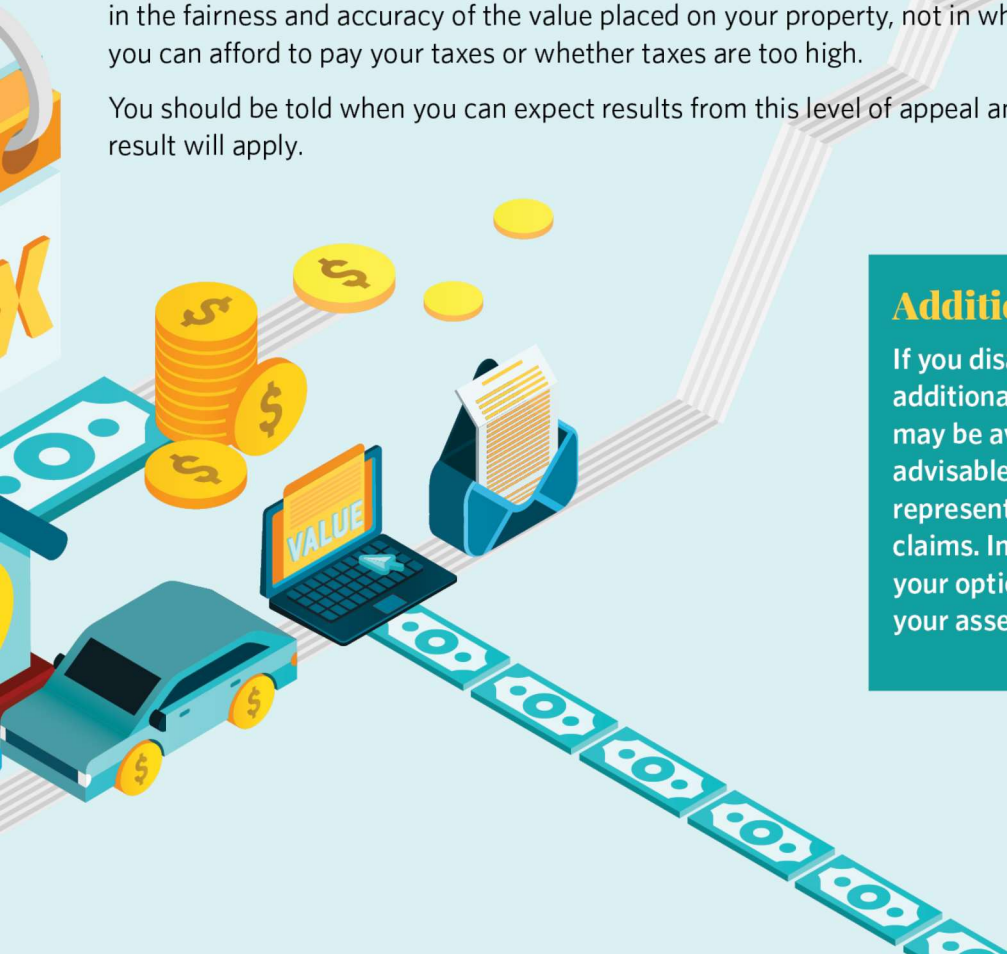 in the fairness and accuracy of the value placed on your property, not in wh
you can afford to pay your taxes or whether taxes are too high.
You should be told when you can expect results from this level of appeal a
result will apply.
X
$
$
$
$
VALUE
$
$
Additi
If you disa
additiona
may be av
advisable
represent
claims. In
your opti
your asse